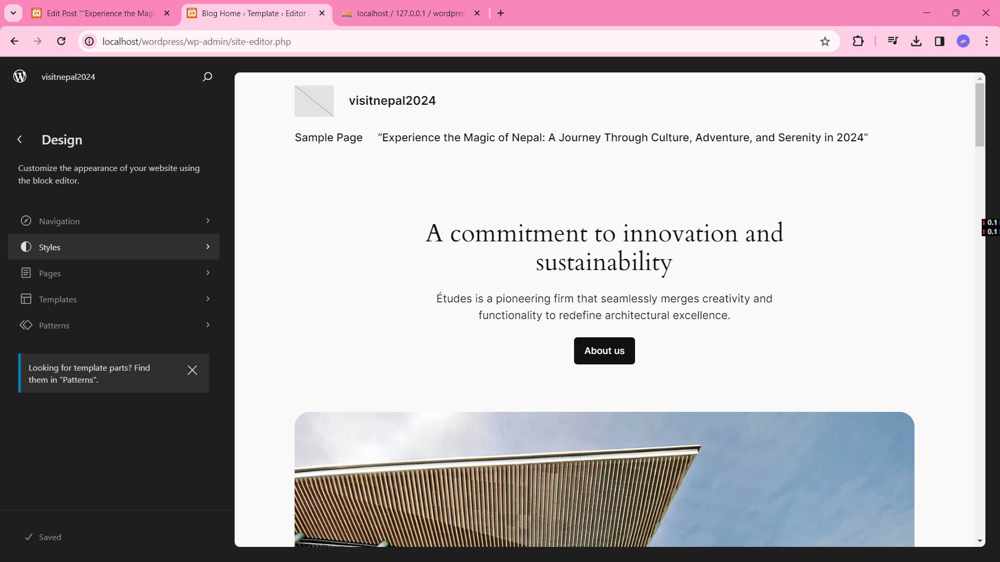 Edit Post "“Experience the Magi
Blog Home ‹ Template ‹ Editor ‹
PMA
localhost / 127.0.0.1 / wordpres
localhost/wordpress/wp-admin/site-editor.php
visitnepal2024
Design
Customize the appearance of your website using
the block editor.
Navigation
Styles
Pages
Templates
Patterns
Looking for template parts? Find
them in "Patterns".
Saved
visitnepal2024
Sample Page “Experience the Magic of Nepal: A Journey Through Culture, Adventure, and Serenity in 2024”
A commitment to innovation and
sustainability
Études is a pioneering firm that seamlessly merges creativity and
functionality to redefine architectural excellence.
About us
0.1
0.1